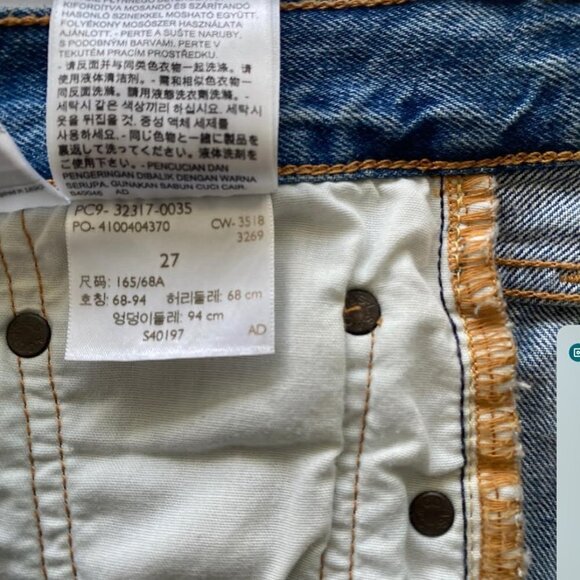 KIFORDÍTVA MOSANDÓ ÉS SZÁRÍTANDÓ
HASONLÓ SZÍNEKKEL MOSHATÓ EGYÜTT.
FOLYÉKONY MOSÓSZER HASZNÁLATA
AJÁNLOTT. - PERTE A SUŠTE NARUBY,
S PODOBNÝMI BARVAMI. PERTE V
TEKUTÉM PRACÍM PROSTŘEDKU. -
请反面并与同类色衣物一起洗涤。请
使用液体清洁剂。- 需和相似色衣物一
同反面洗滌。請用液態洗衣劑洗滌。-
세탁시 같은 색상끼리 하십시요. 세탁시
옷을 뒤집을 것. 중성 액체 세제를
사용하세요. - 同じ色物と一緒に製品を
裏返して洗ってください。液体洗剤をご
使用ください。- PENCUCIAN DAN
PENGERINGAN DIBALIK DENGAN WARNA
SERUPA. GUNAKAN SABUN CUCI CAIR.
AD
PC9- 32317-0035
PO- 4100404370 CW-3518
3269
27
尺码: 165/68A
호칭: 68-94 허리둘레: 68 cm
엉덩이둘레: 94 cm
S40197
AD